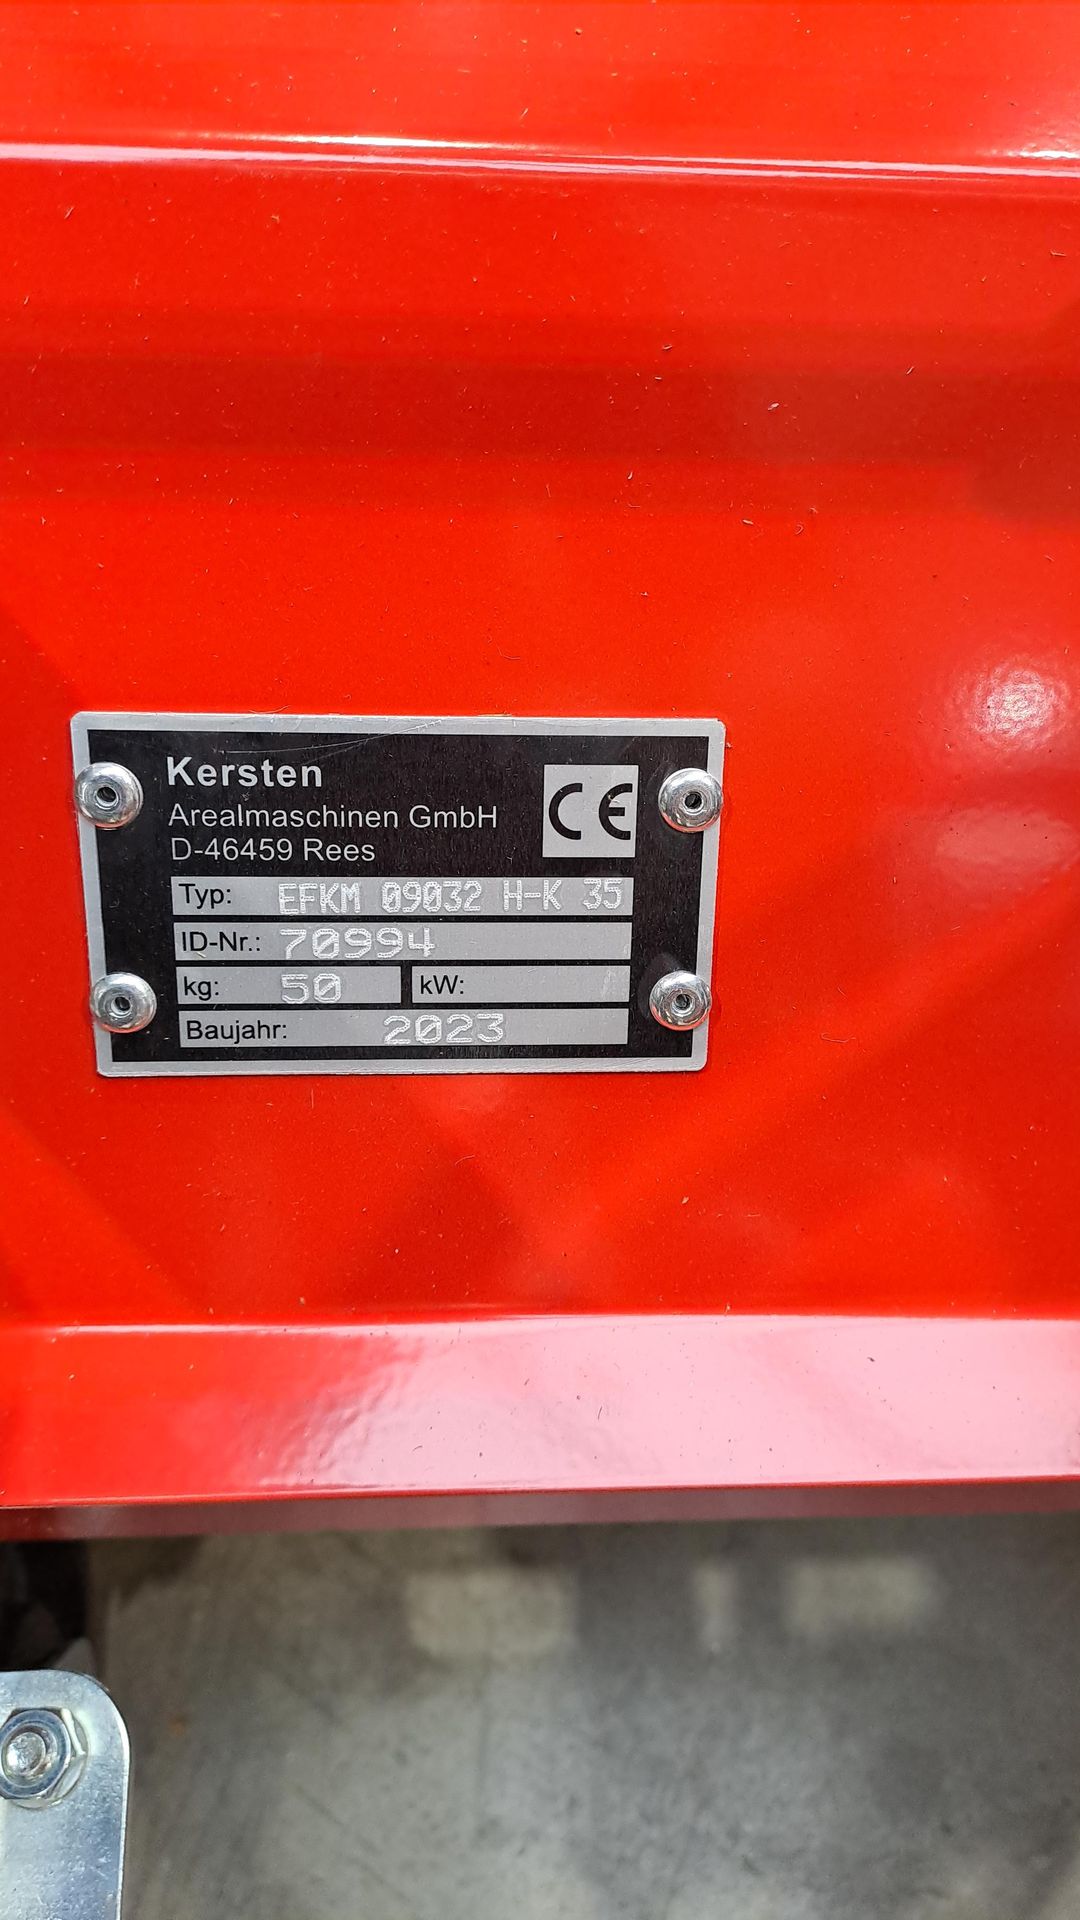 Kersten
Arealmaschinen GmbH
D-46459 Rees
CE
Typ: EFKM 09032 H-K 35
ID-Nr.: 70994
kg: 50 kW:
Baujahr: 2023